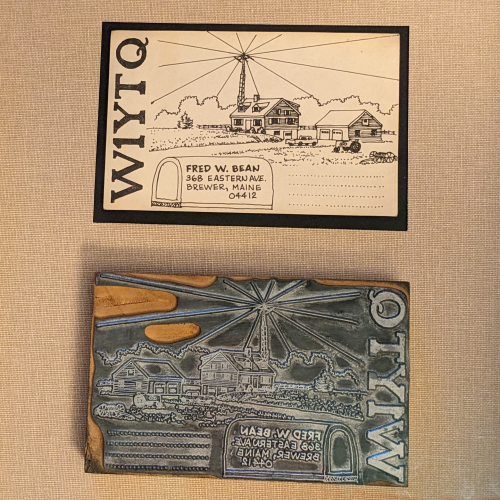 W1YTQ
FRED W. BEAN
368 EASTERN AVE.
BREWER, MAINE
04412
W1YTQ
FRED W. BEAN
368 EASTERN AVE.
BREWER, MAINE
04412